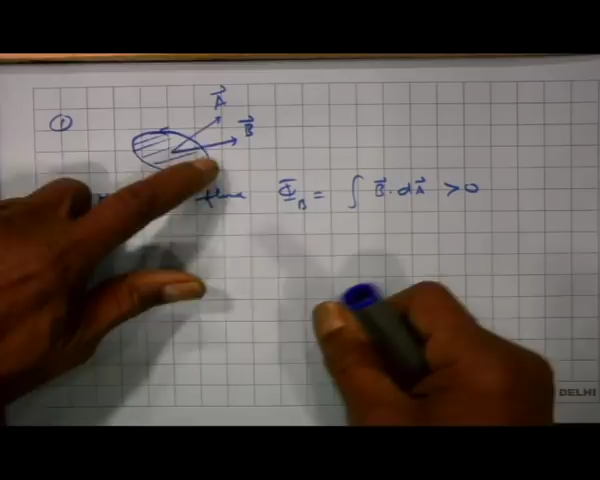 ①
A⃗
B⃗
flux Φ_B = ∫ B⃗ · dA⃗ > 0
DELHI